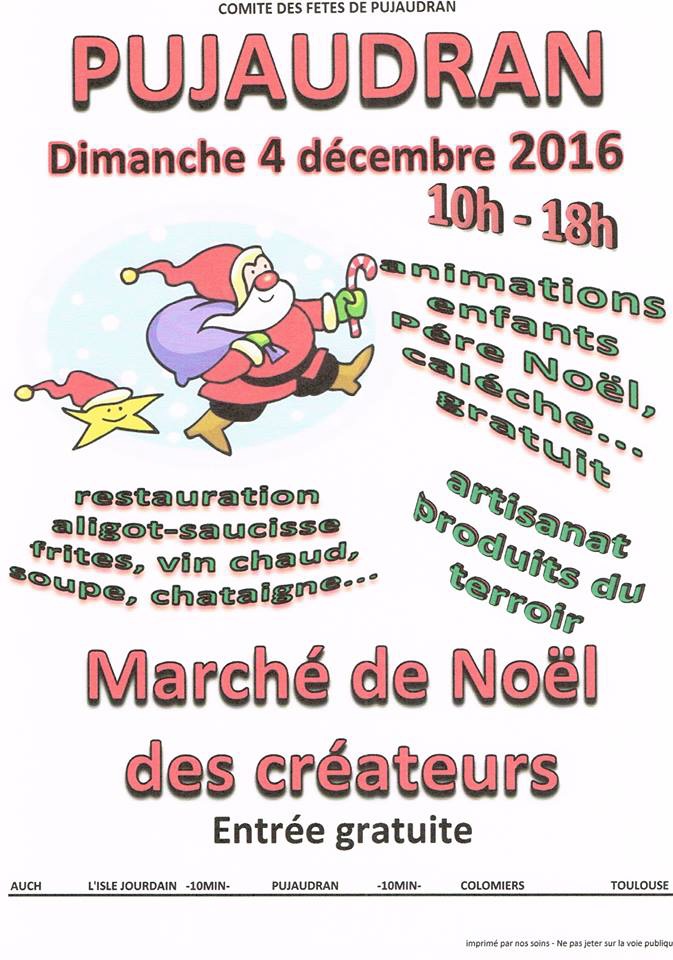 COMITE DES FETES DE PUJAUDRAN
PUJAUDRAN
Dimanche 4 décembre 2016
10h - 18h
animations
enfants
Pére Noël,
caléche...
gratuit
restauration
aligot-saucisse
frites, vin chaud,
soupe, chataigne...
artisanat
produits du
terroir
Marché de Noël
des créateurs
Entrée gratuite
AUCH L'ISLE JOURDAIN -10MIN- PUJAUDRAN -10MIN- COLOMIERS TOULOUSE
imprimé par nos soins - Ne pas jeter sur la voie publiqu